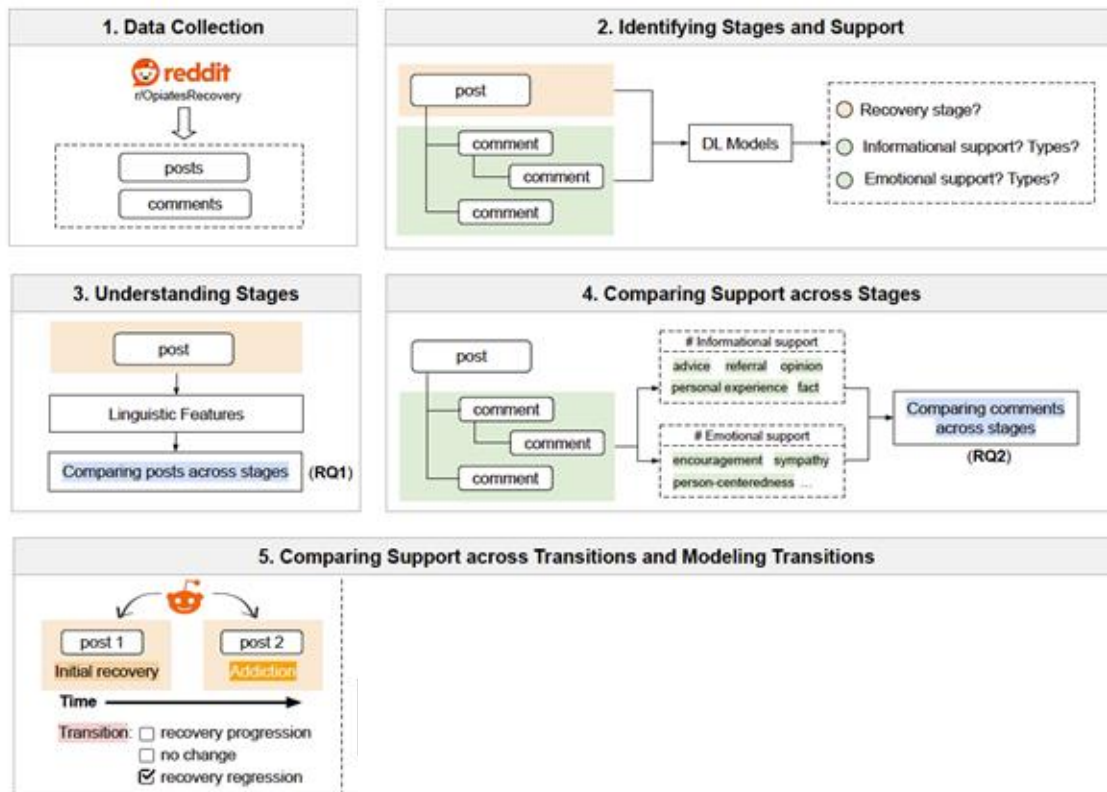 1. Data Collection
reddit
r/OpiatesRecovery
posts
comments
2. Identifying Stages and Support
post
comment
comment
comment
DL Models
Recovery stage?
Informational support? Types?
Emotional support? Types?
3. Understanding Stages
post
Linguistic Features
Comparing posts across stages (RQ1)
4. Comparing Support across Stages
post
comment
comment
comment
# Informational support
advice referral opinion
personal experience fact
# Emotional support
encouragement sympathy
person-centeredness ...
Comparing comments
across stages
(RQ2)
5. Comparing Support across Transitions and Modeling Transitions
post 1 post 2
Initial recovery Addiction
Time
Transition: recovery progression
no change
recovery regression